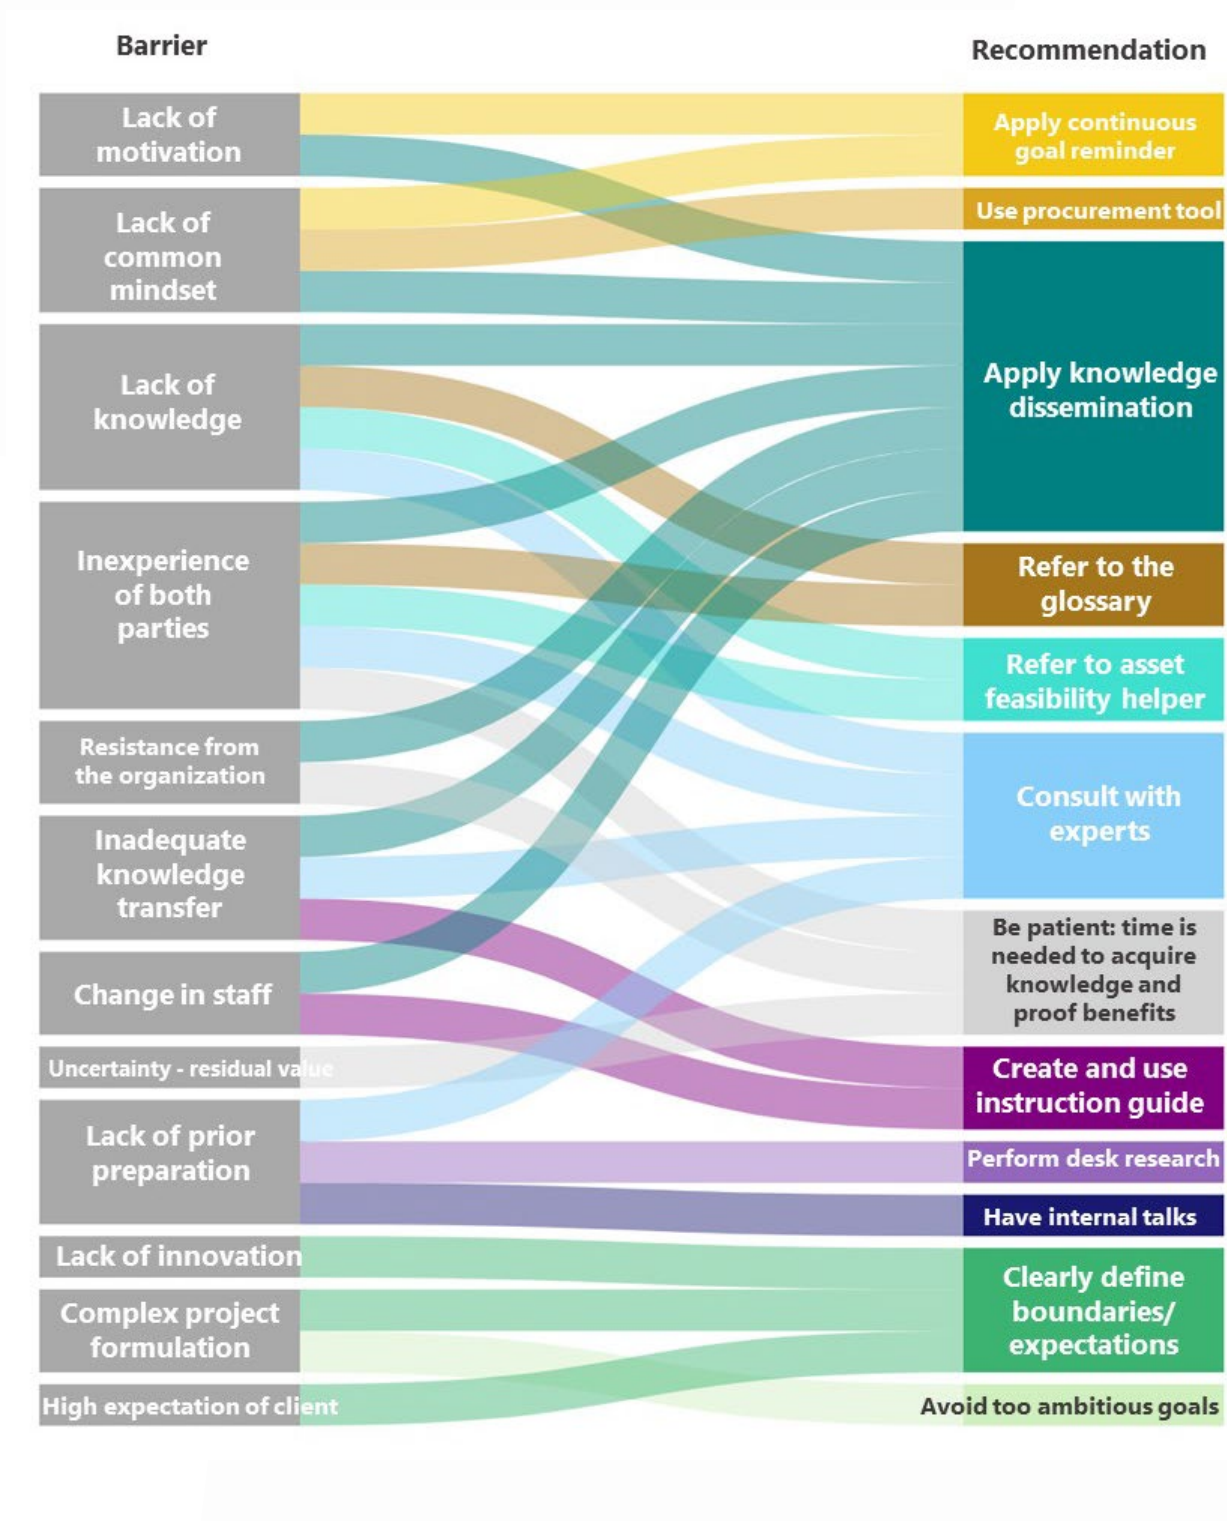 Barrier
Recommendation
Lack of
motivation
Lack of
common
mindset
Lack of
knowledge
Inexperience
of both
parties
Resistance from
the organization
Inadequate
knowledge
transfer
Change in staff
Uncertainty - residual value
Lack of prior
preparation
Lack of innovation
Complex project
formulation
High expectation of client
Apply continuous
goal reminder
Use procurement tool
Apply knowledge
dissemination
Refer to the
glossary
Refer to asset
feasibility helper
Consult with
experts
Be patient: time is
needed to acquire
knowledge and
proof benefits
Create and use
instruction guide
Perform desk research
Have internal talks
Clearly define
boundaries/
expectations
Avoid too ambitious goals